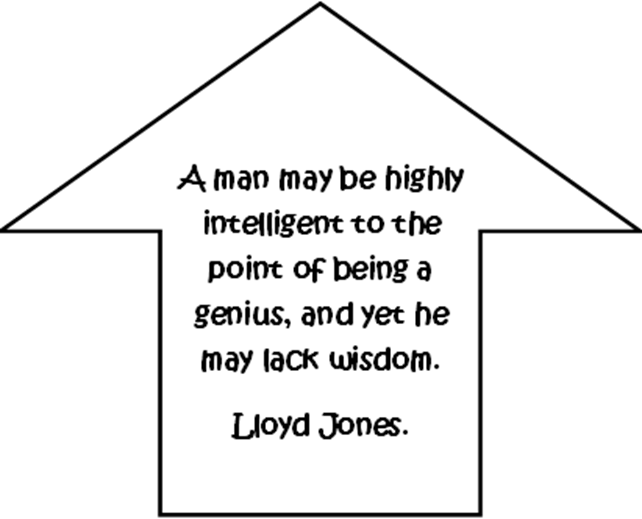 A man may be highly
intelligent to the
point of being a
genius, and yet he
may lack wisdom.
Lloyd Jones.